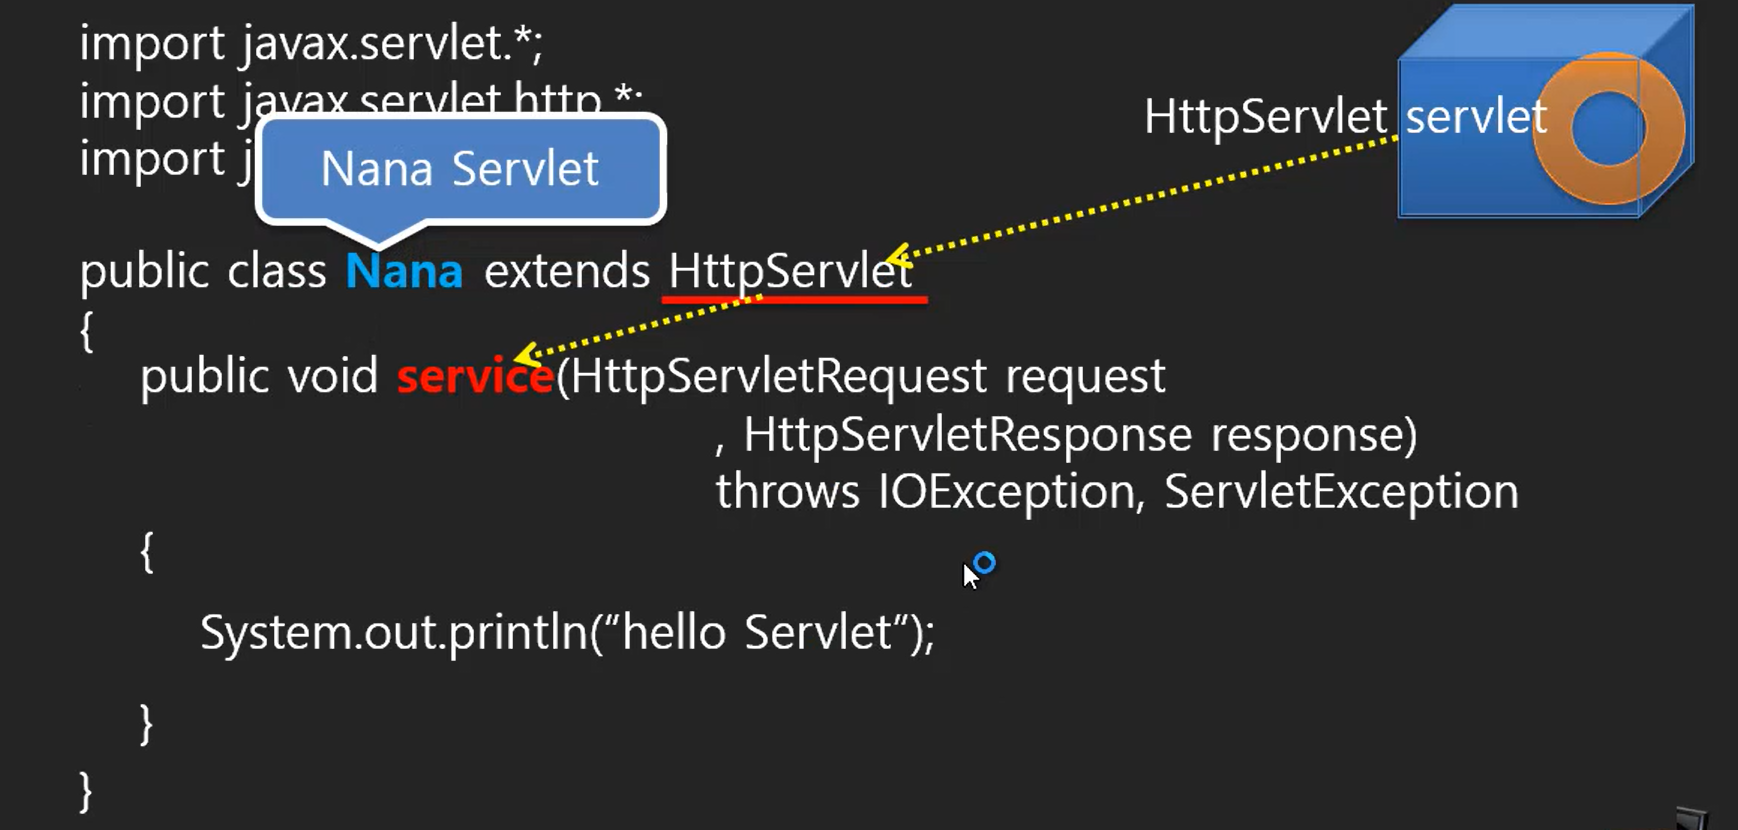 import javax.servlet.*;
import javax.servlet.http.*;
import j
Nana Servlet
HttpServlet servlet
public class Nana extends HttpServlet
{
public void service(HttpServletRequest request
, HttpServletResponse response)
throws IOException, ServletException
{
System.out.println(“hello Servlet”);
}
}